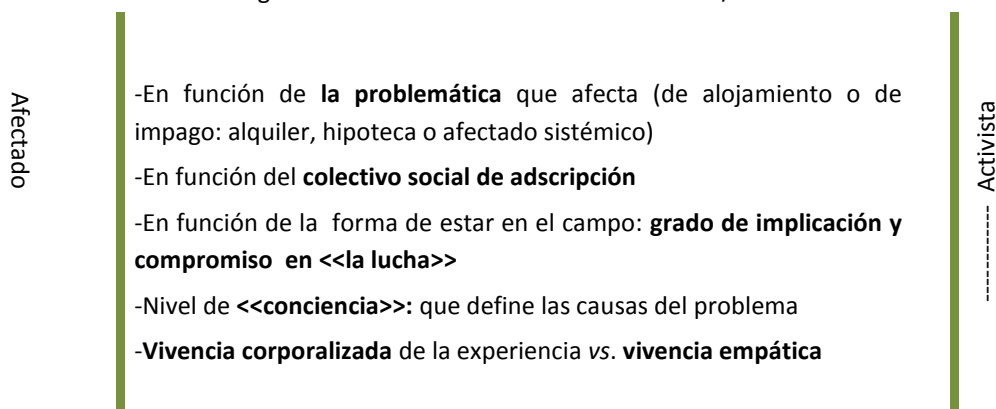 Afectado
-En función de la problemática que afecta (de alojamiento o de
impago: alquiler, hipoteca o afectado sistémico)
-En función del colectivo social de adscripción
-En función de la forma de estar en el campo: grado de implicación y
compromiso en <<la lucha>>
-Nivel de <<conciencia>>: que define las causas del problema
-Vivencia corporalizada de la experiencia vs. vivencia empática
-------------- Activista